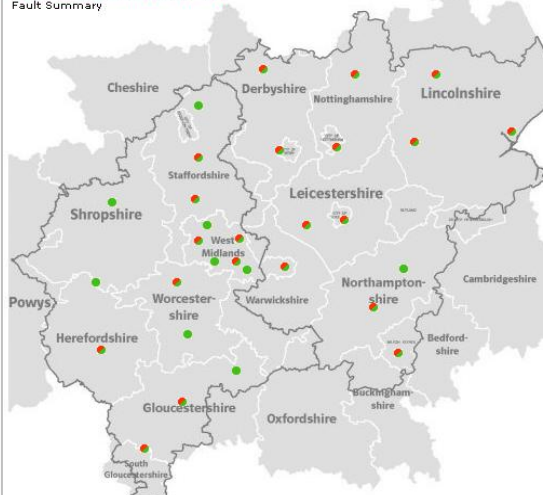 Fault Summary
Cheshire
Derbyshire
Nottinghamshire
Lincolnshire
Staffordshire
Shropshire
Leicestershire
West
Midlands
Powys
Worcester-
shire
Warwickshire
Northampton-
shire
Cambridgeshire
Herefordshire
Bedford-
shire
Buckingham-
shire
Gloucestershire
Oxfordshire
South
Gloucestershire